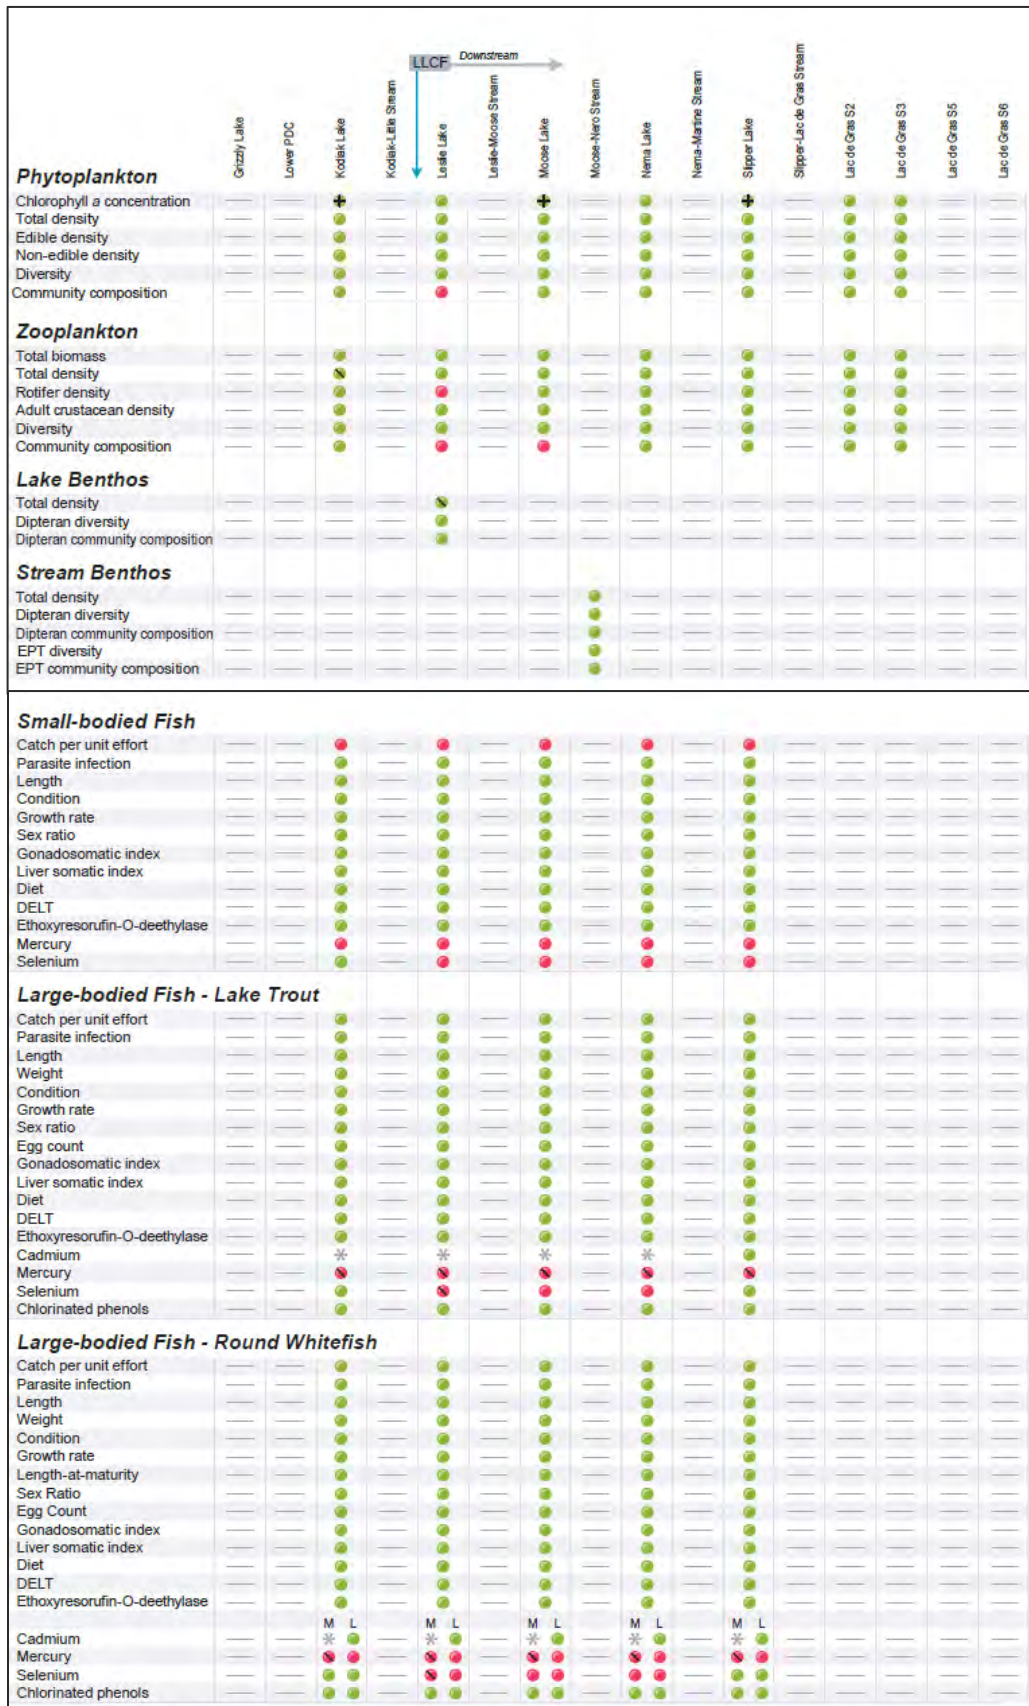 LLCF
Downstream
Grizzly Lake
Lower PDC
Kodiak Lake
Kodiak-Little Stream
Leslie Lake
Leslie-Moose Stream
Moose Lake
Moose-Nero Stream
Nema Lake
Nema-Martine Stream
Slipper Lake
Slipper-Lac de Gras Stream
Lac de Gras S2
Lac de Gras S3
Lac de Gras S5
Lac de Gras S6
Phytoplankton
Chlorophyll a concentration
Total density
Edible density
Non-edible density
Diversity
Community composition
Zooplankton
Total biomass
Total density
Rotifer density
Adult crustacean density
Diversity
Community composition
Lake Benthos
Total density
Dipteran diversity
Dipteran community composition
Stream Benthos
Total density
Dipteran diversity
Dipteran community composition
EPT diversity
EPT community composition
Small-bodied Fish
Catch per unit effort
Parasite infection
Length
Condition
Growth rate
Sex ratio
Gonadosomatic index
Liver somatic index
Diet
DELT
Ethoxyresorufin-O-deethylase
Mercury
Selenium
Large-bodied Fish - Lake Trout
Catch per unit effort
Parasite infection
Length
Weight
Condition
Growth rate
Sex ratio
Egg count
Gonadosomatic index
Liver somatic index
Diet
DELT
Ethoxyresorufin-O-deethylase
Cadmium
Mercury
Selenium
Chlorinated phenols
Large-bodied Fish - Round Whitefish
Catch per unit effort
Parasite infection
Length
Weight
Condition
Growth rate
Length-at-maturity
Sex Ratio
Egg Count
Gonadosomatic index
Liver somatic index
Diet
DELT
Ethoxyresorufin-O-deethylase
M L M L M L M L M L
Cadmium
Mercury
Selenium
Chlorinated phenols